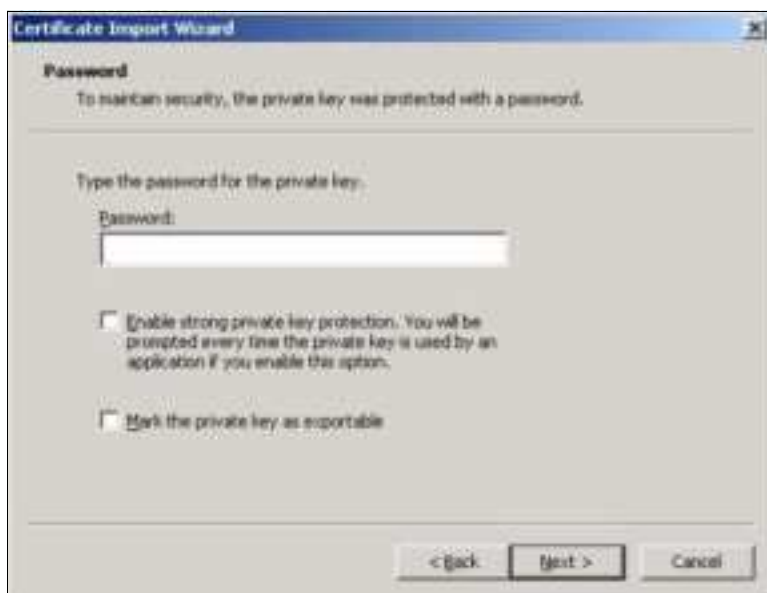 Certificate Import Wizard
Password
To maintain security, the private key was protected with a password.
Type the password for the private key.
Password:
Enable strong private key protection. You will be
prompted every time the private key is used by an
application if you enable this option.
Mark the private key as exportable
< Back
Next >
Cancel